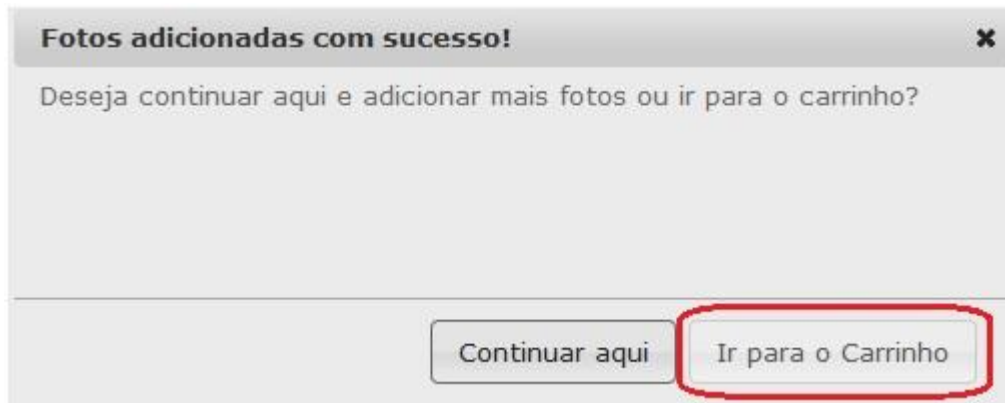 Fotos adicionadas com sucesso!
Deseja continuar aqui e adicionar mais fotos ou ir para o carrinho?
Continuar aqui
Ir para o Carrinho